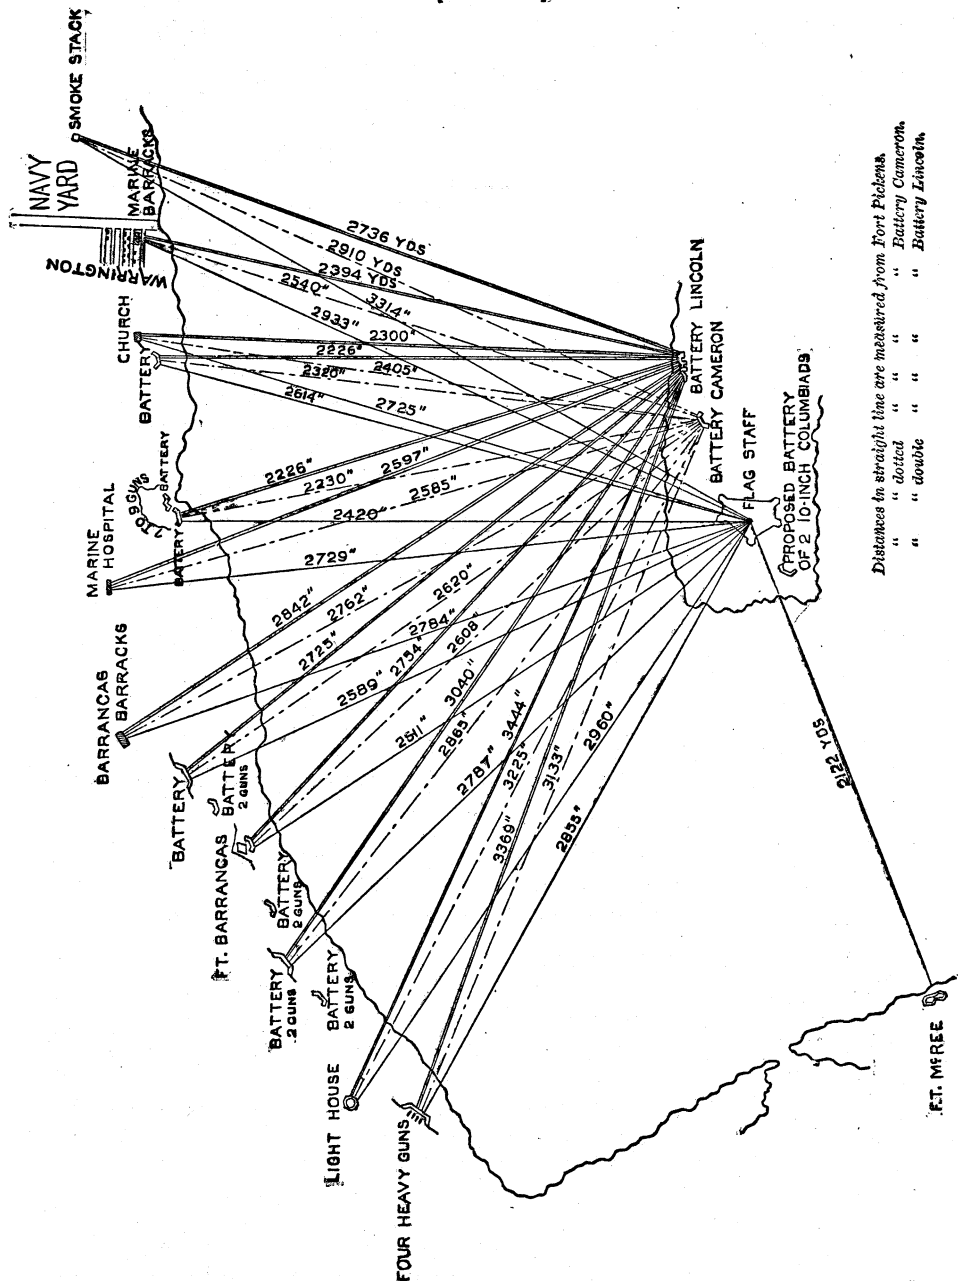 NAVY
YARD
SMOKE STACK
MARINE
BARRACKS
WARRINGTON
CHURCH
BATTERY
2 TO 9 GUNS
BATTERY
BATTERY
MARINE
HOSPITAL
BARRANCAS
BARRACKS
BATTERY
BATTERY
2 GUNS
FT. BARRANCAS
BATTERY
2 GUNS
BATTERY
2 GUNS
BATTERY
2 GUNS
LIGHT HOUSE
FOUR HEAVY GUNS
FT. McREE
2736 YDS
2910 YDS
2394 YDS
2540"
3314"
2933"
2300"
2226"
2320"
2405"
2614"
2725"
2226"
2597"
2230"
2585"
2420"
2729"
2842"
2762"
2725"
2620"
2784"
2589"
2754"
2608"
2511"
3040"
2865"
2787"
3444"
3225"
3369"
3133"
2960"
2855"
2122 YDS
BATTERY LINCOLN
BATTERY CAMERON
FLAG STAFF
(PROPOSED BATTERY
OF 2 10-INCH COLUMBIADS)
Distances in straight line are measured from Fort Pickens.
" " dotted " " " " " Battery Cameron.
" " double " " " " " Battery Lincoln.